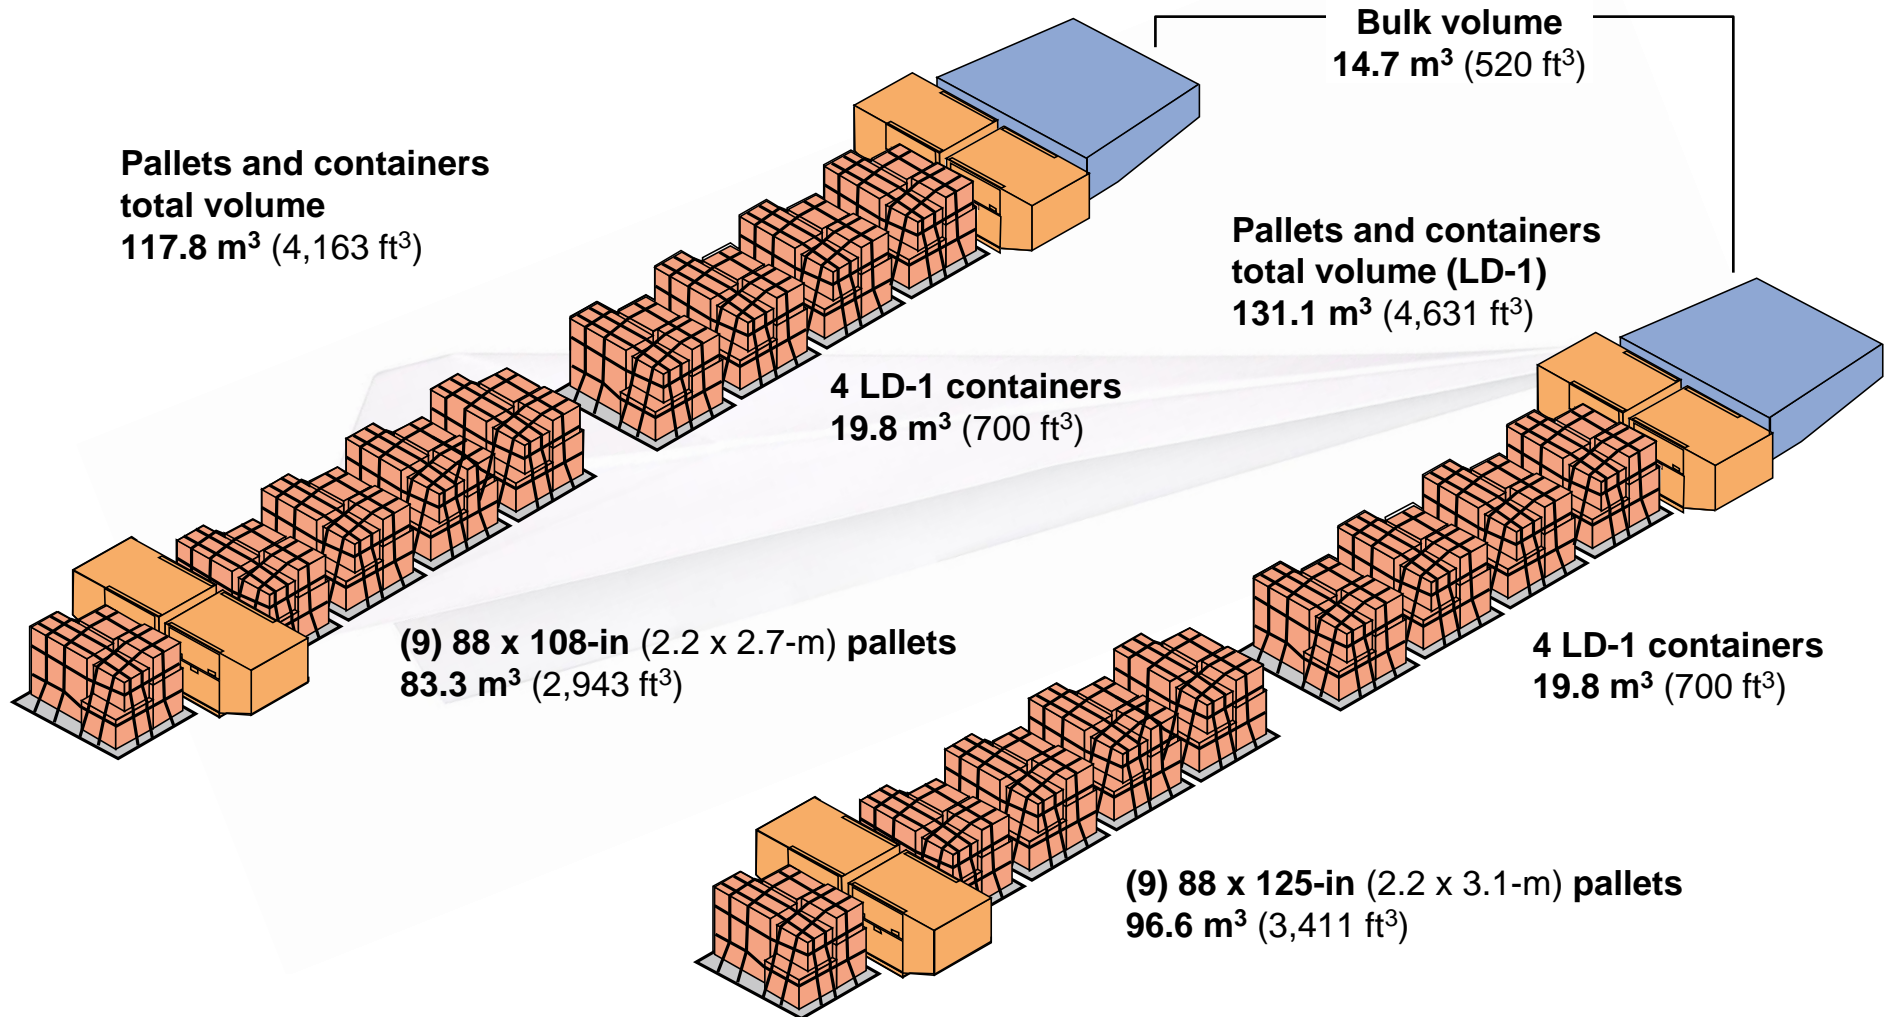 Bulk volume
14.7 m³ (520 ft³)
Pallets and containers
total volume
117.8 m³ (4,163 ft³)
Pallets and containers
total volume (LD-1)
131.1 m³ (4,631 ft³)
4 LD-1 containers
19.8 m³ (700 ft³)
(9) 88 x 108-in (2.2 x 2.7-m) pallets
83.3 m³ (2,943 ft³)
4 LD-1 containers
19.8 m³ (700 ft³)
(9) 88 x 125-in (2.2 x 3.1-m) pallets
96.6 m³ (3,411 ft³)